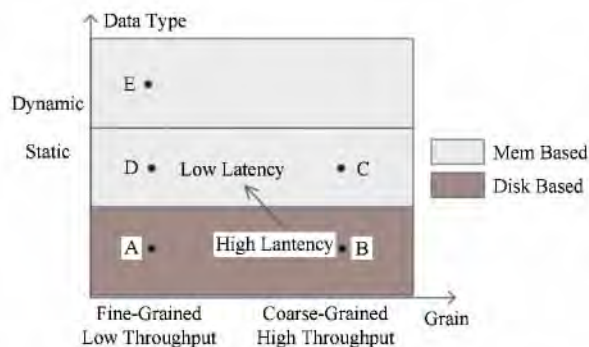 Data Type
E
Dynamic
Static
D
Low Latency
C
Mem Based
Disk Based
A
High Lantency
B
Fine-Grained
Low Throughput
Coarse-Grained
High Throughput
Grain